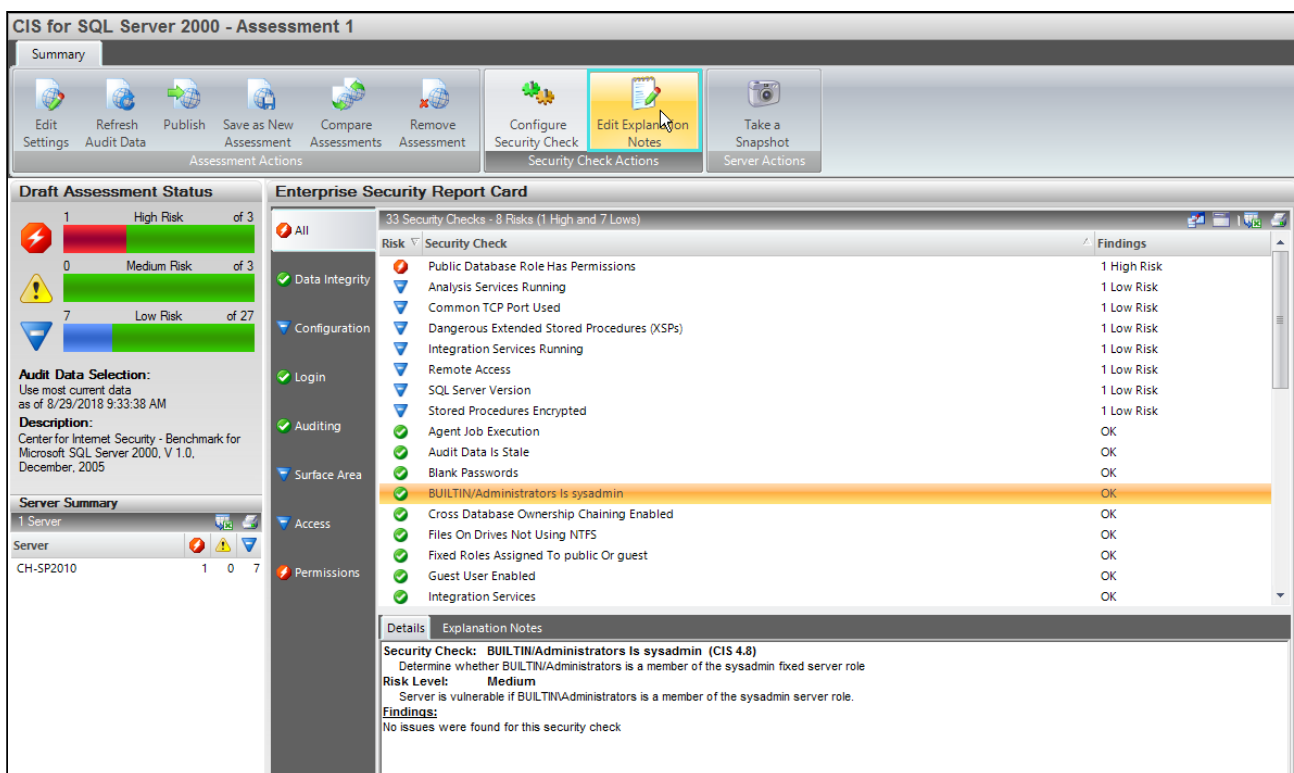 CIS for SQL Server 2000 - Assessment 1
Summary
Edit Settings
Refresh Audit Data
Publish
Save as New Assessment
Compare Assessments
Remove Assessment
Assessment Actions
Configure Security Check
Edit Explanation Notes
Security Check Actions
Take a Snapshot
Server Actions
Draft Assessment Status
1 High Risk of 3
0 Medium Risk of 3
7 Low Risk of 27
Audit Data Selection:
Use most current data
as of 8/29/2018 9:33:38 AM
Description:
Center for Internet Security - Benchmark for
Microsoft SQL Server 2000, V 1.0,
December, 2005
Server Summary
1 Server
Server
CH-SP2010 1 0 7
Enterprise Security Report Card
All
Data Integrity
Configuration
Login
Auditing
Surface Area
Access
Permissions
33 Security Checks - 8 Risks (1 High and 7 Lows)
Risk Security Check Findings
Public Database Role Has Permissions 1 High Risk
Analysis Services Running 1 Low Risk
Common TCP Port Used 1 Low Risk
Dangerous Extended Stored Procedures (XSPs) 1 Low Risk
Integration Services Running 1 Low Risk
Remote Access 1 Low Risk
SQL Server Version 1 Low Risk
Stored Procedures Encrypted 1 Low Risk
Agent Job Execution OK
Audit Data Is Stale OK
Blank Passwords OK
BUILTIN/Administrators Is sysadmin OK
Cross Database Ownership Chaining Enabled OK
Files On Drives Not Using NTFS OK
Fixed Roles Assigned To public Or guest OK
Guest User Enabled OK
Integration Services OK
Details Explanation Notes
Security Check: BUILTIN/Administrators Is sysadmin (CIS 4.8)
Determine whether BUILTIN/Administrators is a member of the sysadmin fixed server role
Risk Level: Medium
Server is vulnerable if BUILTIN\Administrators is a member of the sysadmin server role.
Findings:
No issues were found for this security check